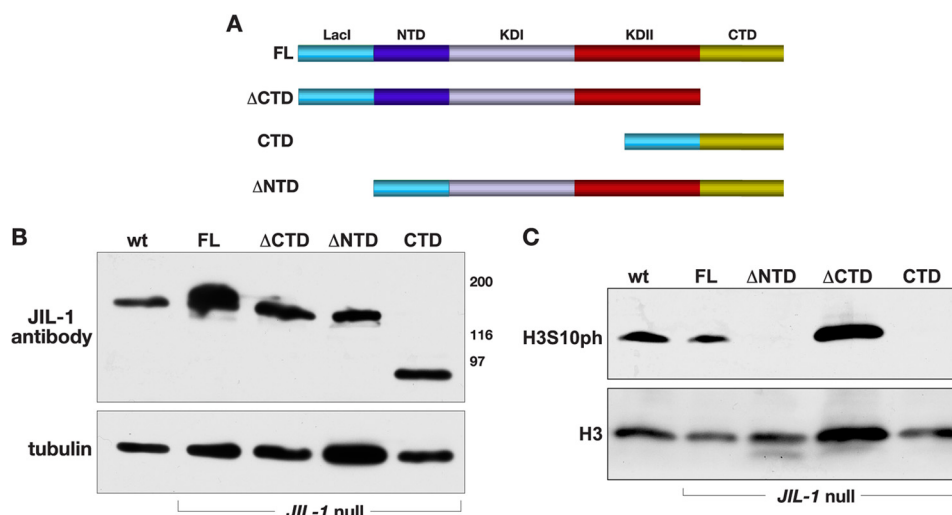 A
LacI NTD KDI KDII CTD
FL
ΔCTD
CTD
ΔNTD
B
wt FL ΔCTD ΔNTD CTD
JIL-1
antibody
200
116
97
tubulin
JIL-1 null
C
wt FL ΔNTD ΔCTD CTD
H3S10ph
H3
JIL-1 null